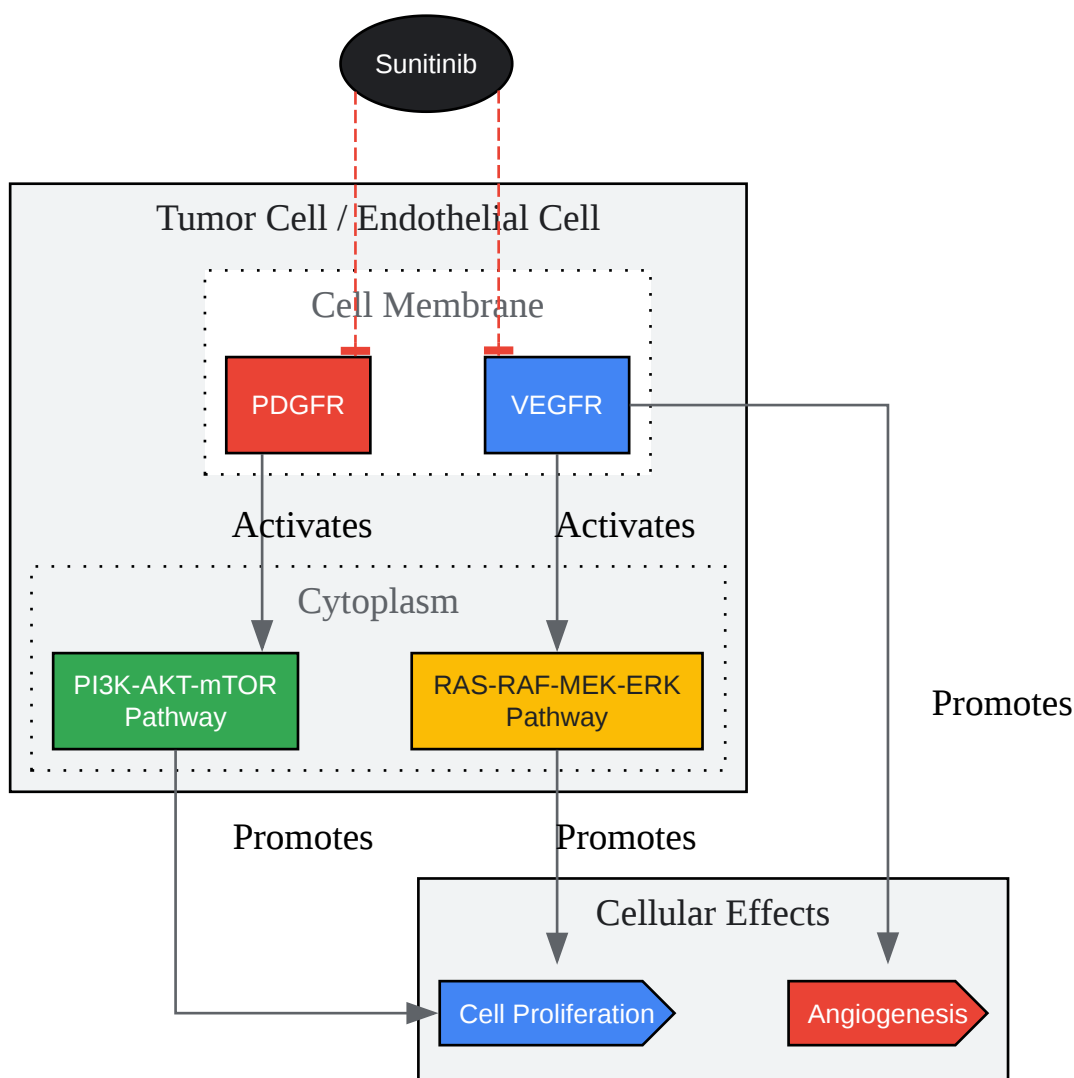 Sunitinib
Tumor Cell / Endothelial Cell
Cell Membrane
PDGFR
VEGFR
Activates
Activates
Cytoplasm
PI3K-AKT-mTOR
Pathway
RAS-RAF-MEK-ERK
Pathway
Promotes
Promotes
Promotes
Cellular Effects
Cell Proliferation
Angiogenesis